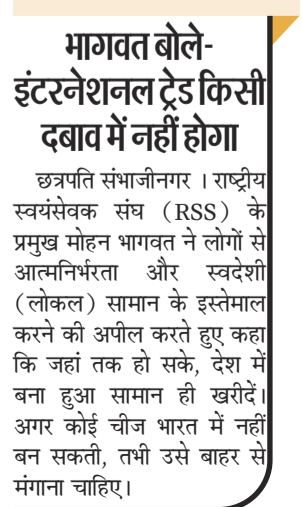 भागवत बोले-
इंटरनेशनल ट्रेड किसी
दबाव में नहीं होगा
छत्रपति संभाजीनगर । राष्ट्रीय
स्वयंसेवक संघ (RSS) के
प्रमुख मोहन भागवत ने लोगों से
आत्मनिर्भरता और स्वदेशी
(लोकल) सामान के इस्तेमाल
करने की अपील करते हुए कहा
कि जहां तक हो सके, देश में
बना हुआ सामान ही खरीदें।
अगर कोई चीज भारत में नहीं
बन सकती, तभी उसे बाहर से
मंगाना चाहिए।